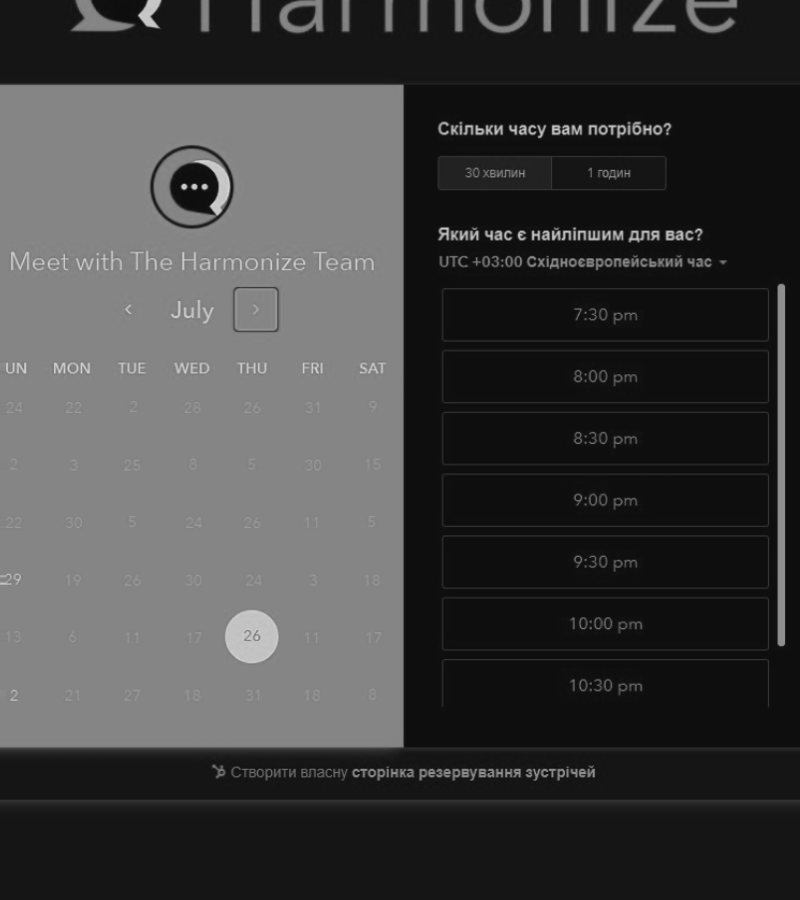 Harmonize
Meet with The Harmonize Team
July
UN MON TUE WED THU FRI SAT
24 22 2 28 26 31 9
2 3 25 8 5 30 15
22 30 5 24 26 11 5
29 19 26 30 24 3 18
13 6 11 17 26 11 17
2 21 27 18 31 18 8
Скільки часу вам потрібно?
30 хвилин 1 годин
Який час є найліпшим для вас?
UTC +03:00 Східноєвропейський час
7:30 pm
8:00 pm
8:30 pm
9:00 pm
9:30 pm
10:00 pm
10:30 pm
Створити власну сторінка резервування зустрічей